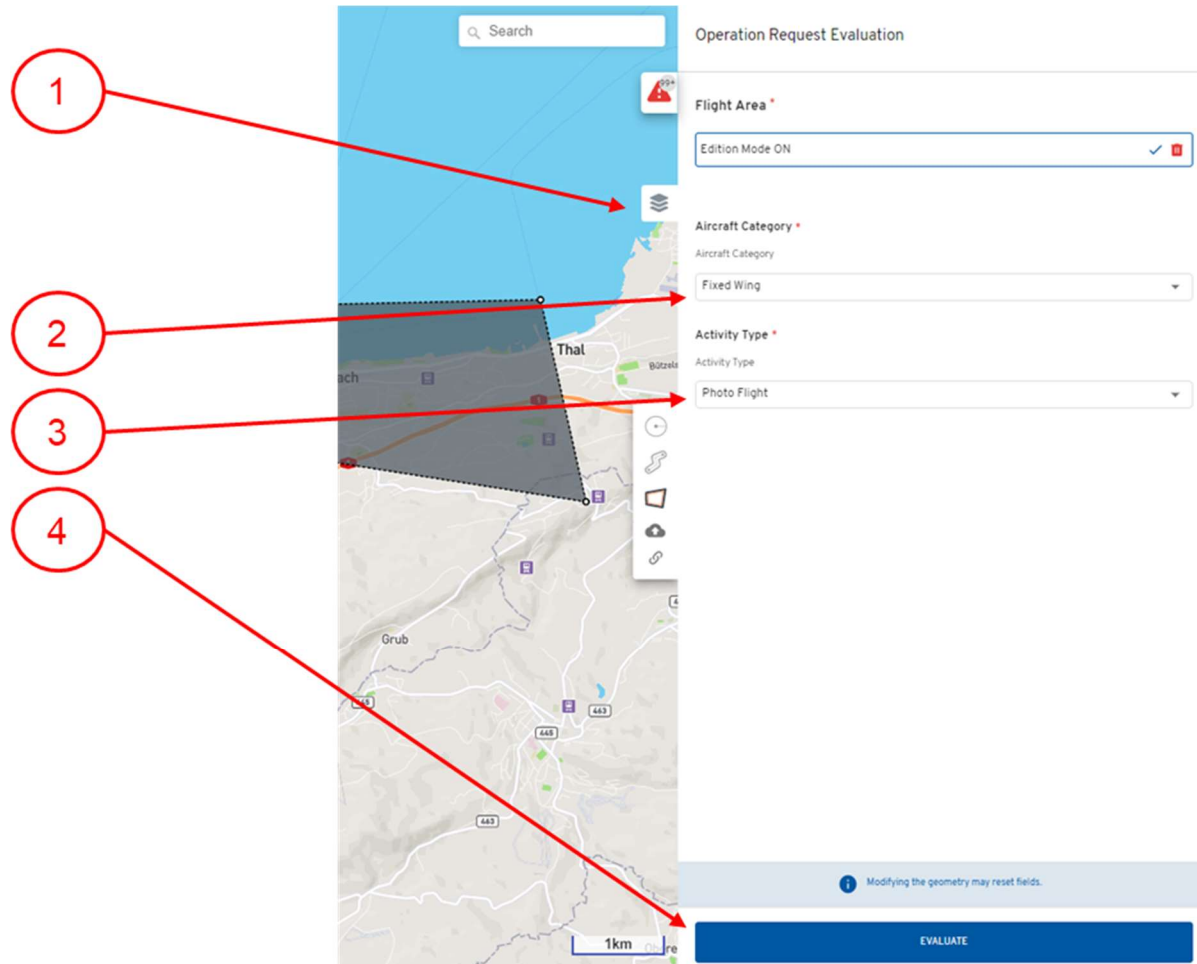 Search
Operation Request Evaluation
1
99+
Flight Area *
Edition Mode ON
Aircraft Category *
Aircraft Category
Fixed Wing
2
Activity Type *
Thal
Activity Type
ach
Photo Flight
3
1
4
Grub
463
465
463
Modifying the geometry may reset fields.
EVALUATE
1km